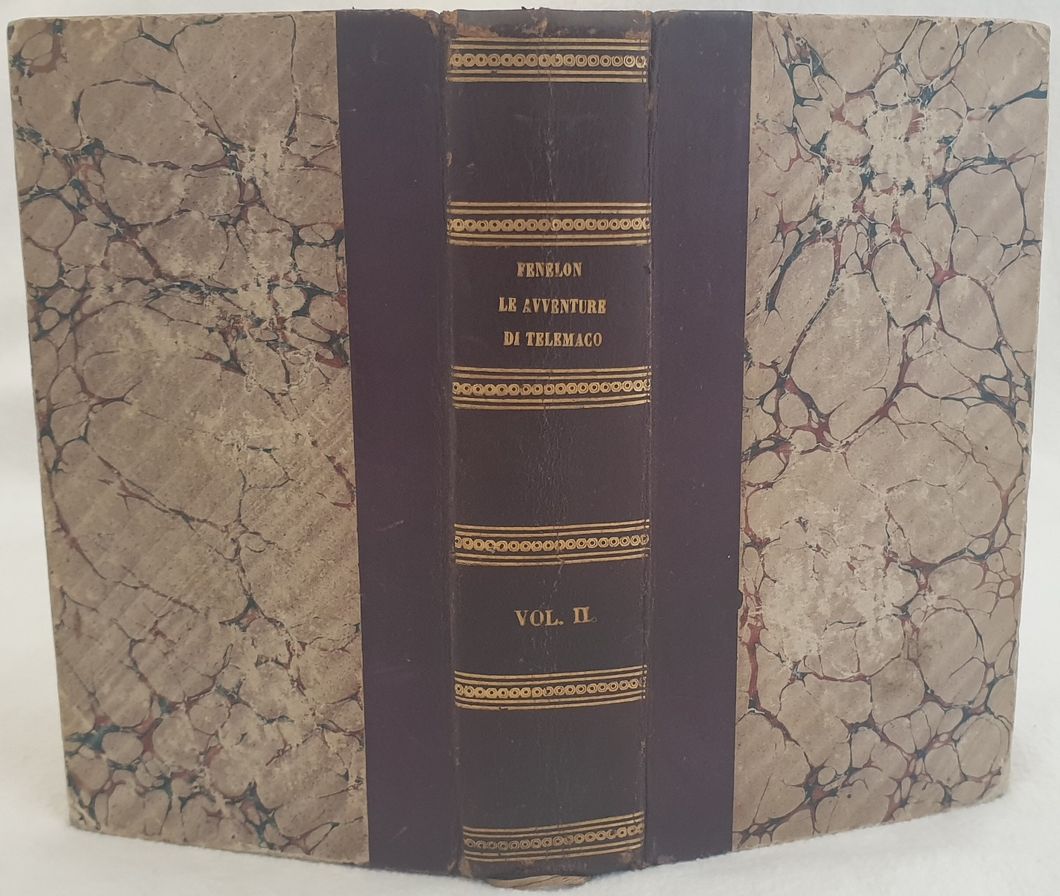 FENELON
LE AVVENTURE
DI TELEMACO
VOL. II.